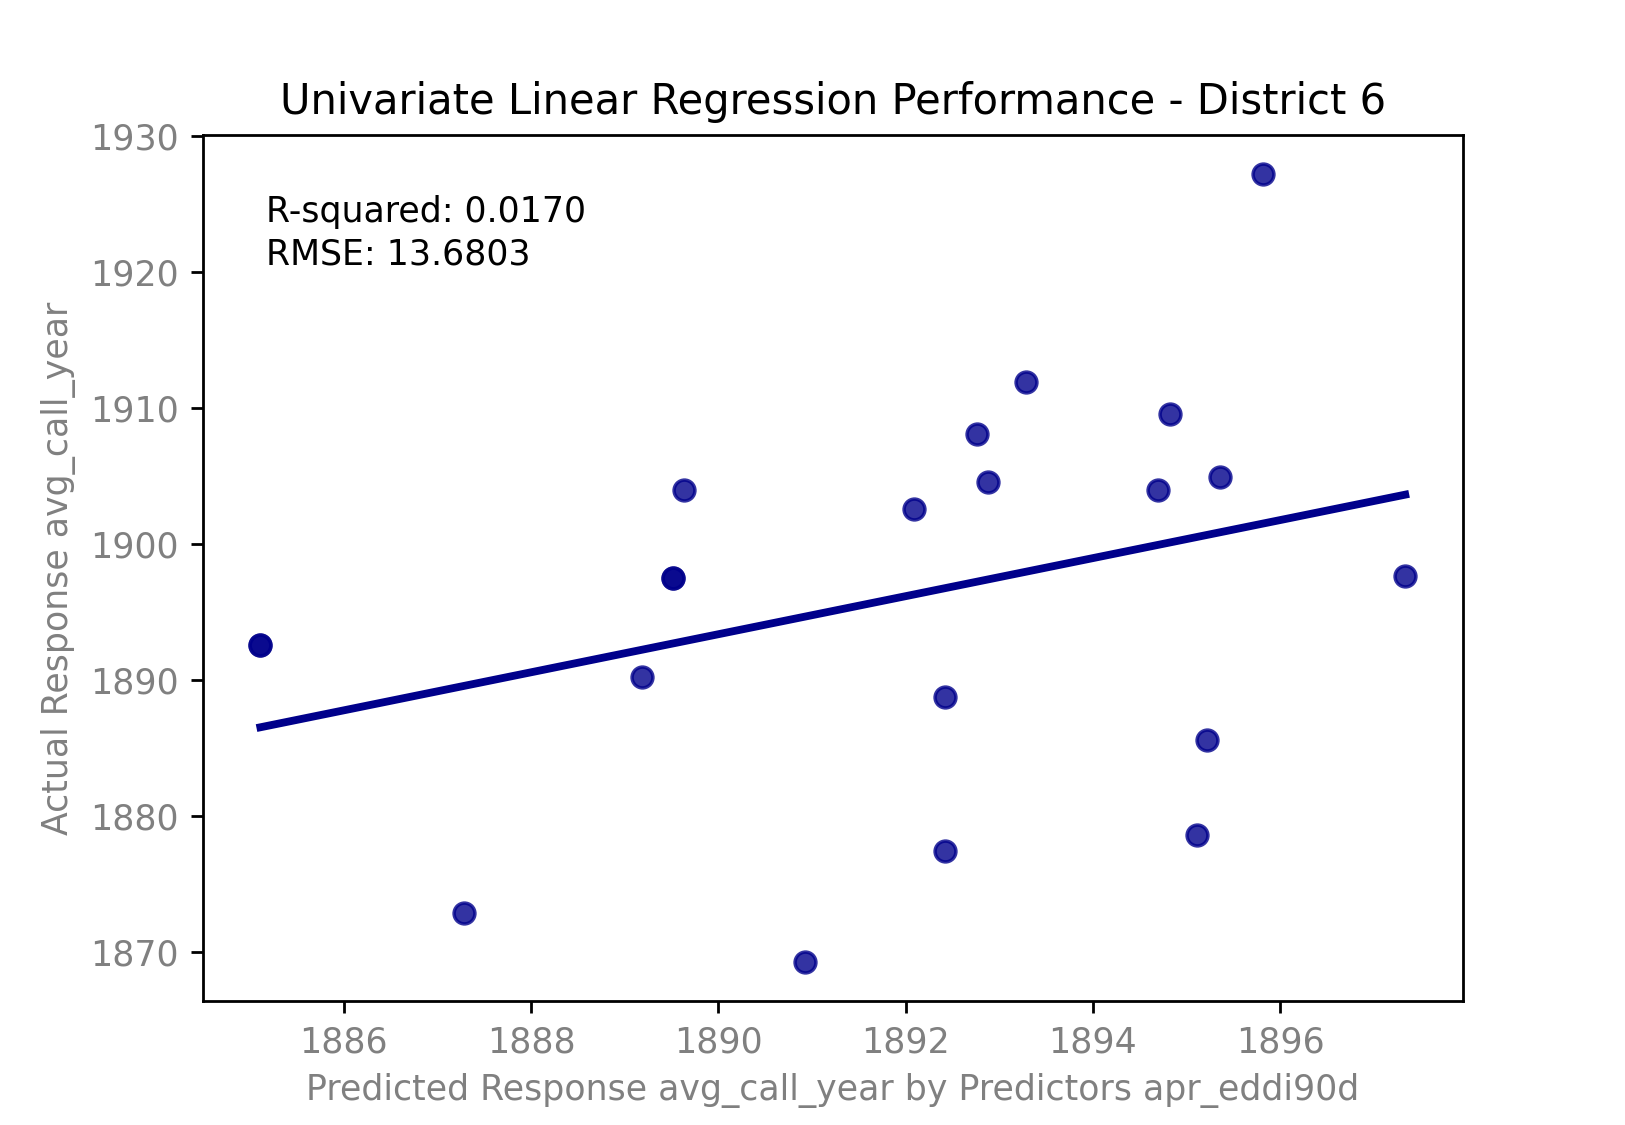 Univariate Linear Regression Performance - District 6
R-squared: 0.0170
RMSE: 13.6803
Actual Response avg_call_year
1930
1920
1910
1900
1890
1880
1870
1886 1888 1890 1892 1894 1896
Predicted Response avg_call_year by Predictors apr_eddi90d